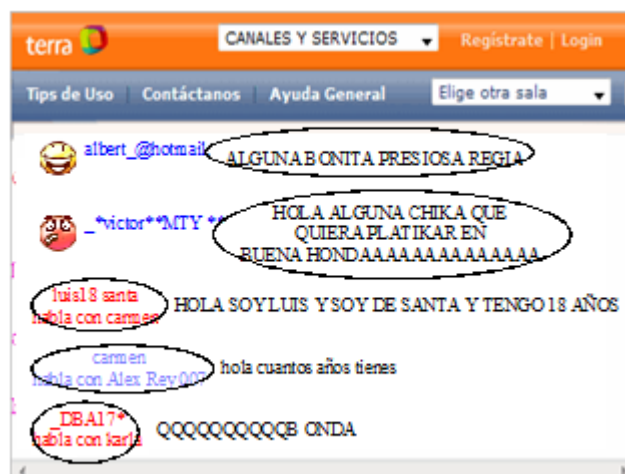 terra CANALES Y SERVICIOS Regístrate | Login
Tips de Uso | Contáctanos | Ayuda General Elige otra sala
albert_@hotmail ALGUNA BONITA PRESIOSA REGIA
_*victor**MTY ** HOLA ALGUNA CHIKA QUE
QUIERA PLATIKAR EÑ
BUENA HONDAAAAAAAAAAAAAAA
luis18 santa
habla con carmen HOLA SOY LUIS Y SOY DE SANTA Y TENGO 18 AÑOS
carmen
habla con Alex Rey007 hola cuantos años tienes
_DBA17*
habla con karla QQQQQQQQQQB ONDA